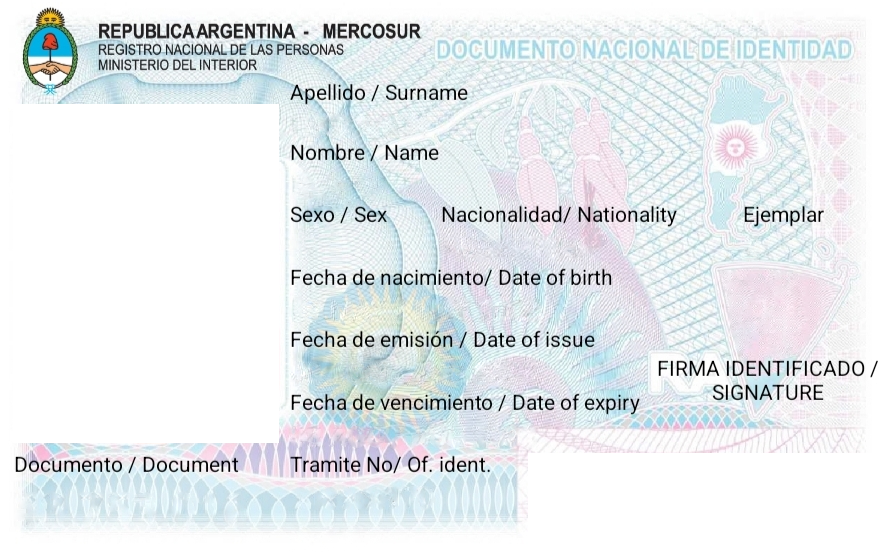 REPUBLICA ARGENTINA - MERCOSUR
REGISTRO NACIONAL DE LAS PERSONAS
MINISTERIO DEL INTERIOR
DOCUMENTO NACIONAL DE IDENTIDAD
Apellido / Surname
Nombre / Name
Sexo / Sex
Nacionalidad/ Nationality
Ejemplar
Fecha de nacimiento/ Date of birth
Fecha de emisión / Date of issue
FIRMA IDENTIFICADO /
SIGNATURE
Fecha de vencimiento / Date of expiry
Documento / Document
Tramite No/ Of. ident.